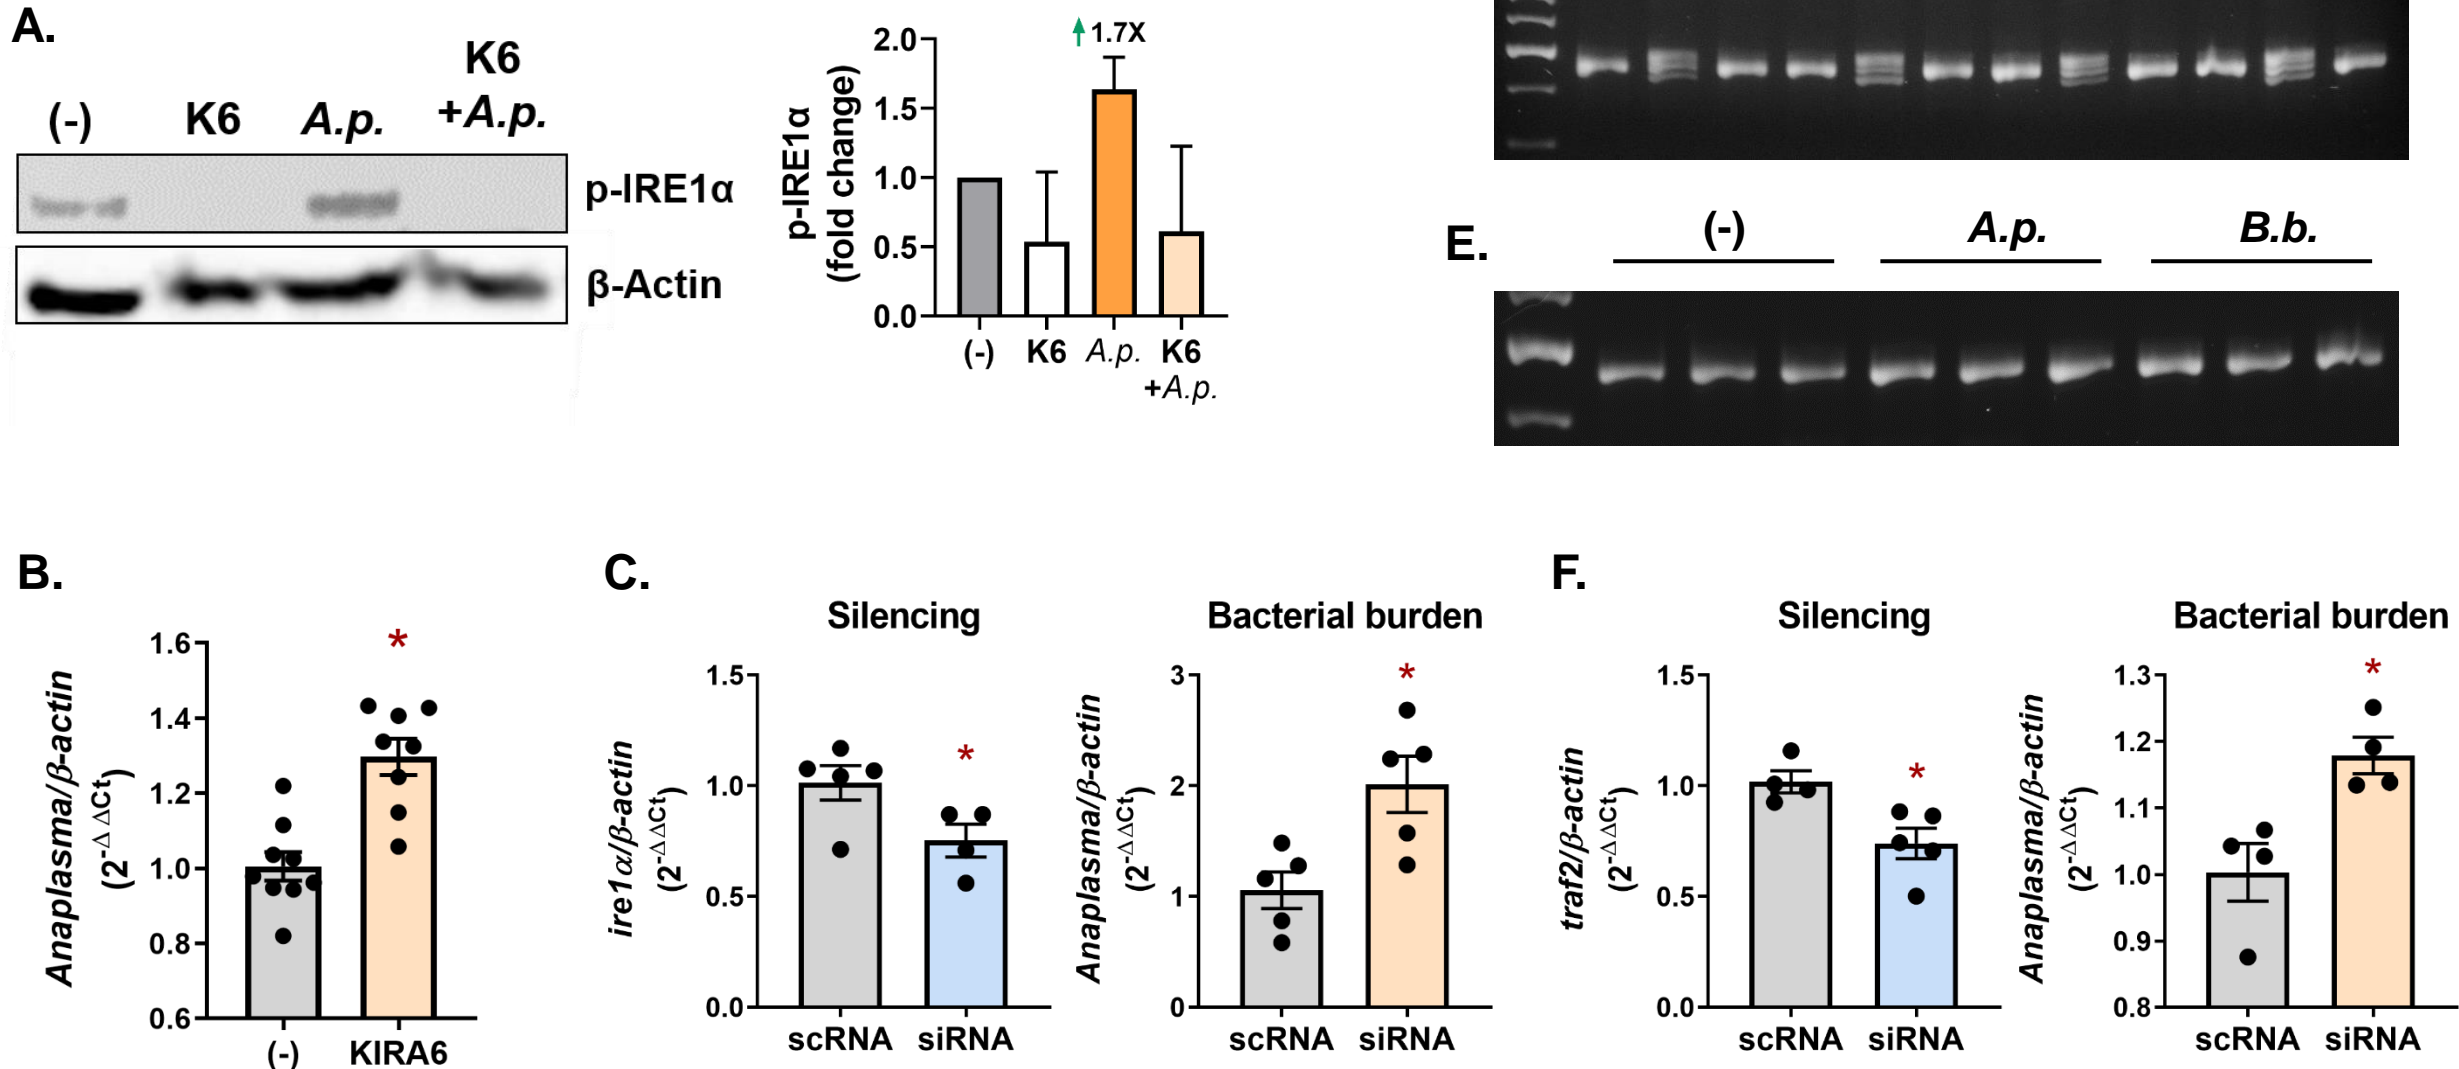 A.
(-)
K6
A.p.
K6
+A.p.
p-IRE1α
β-Actin
1.7X
p-IRE1α
(fold change)
2.0
1.5
1.0
0.5
0.0
(-)
K6
A.p.
K6
+A.p.
E.
(-)
A.p.
B.b.
B.
Anaplasma/β-actin
(2^-ΔΔCt)
1.6
1.4
1.2
1.0
0.8
0.6
*
(-)
KIRA6
C.
Silencing
ire1α/β-actin
(2^-ΔΔCt)
1.5
1.0
0.5
0.0
*
scRNA
siRNA
Bacterial burden
Anaplasma/β-actin
(2^-ΔΔCt)
3
2
1
0
*
scRNA
siRNA
F.
Silencing
traf2/β-actin
(2^-ΔΔCt)
1.5
1.0
0.5
0.0
*
scRNA
siRNA
Bacterial burden
Anaplasma/β-actin
(2^-ΔΔCt)
1.3
1.2
1.1
1.0
0.9
0.8
*
scRNA
siRNA